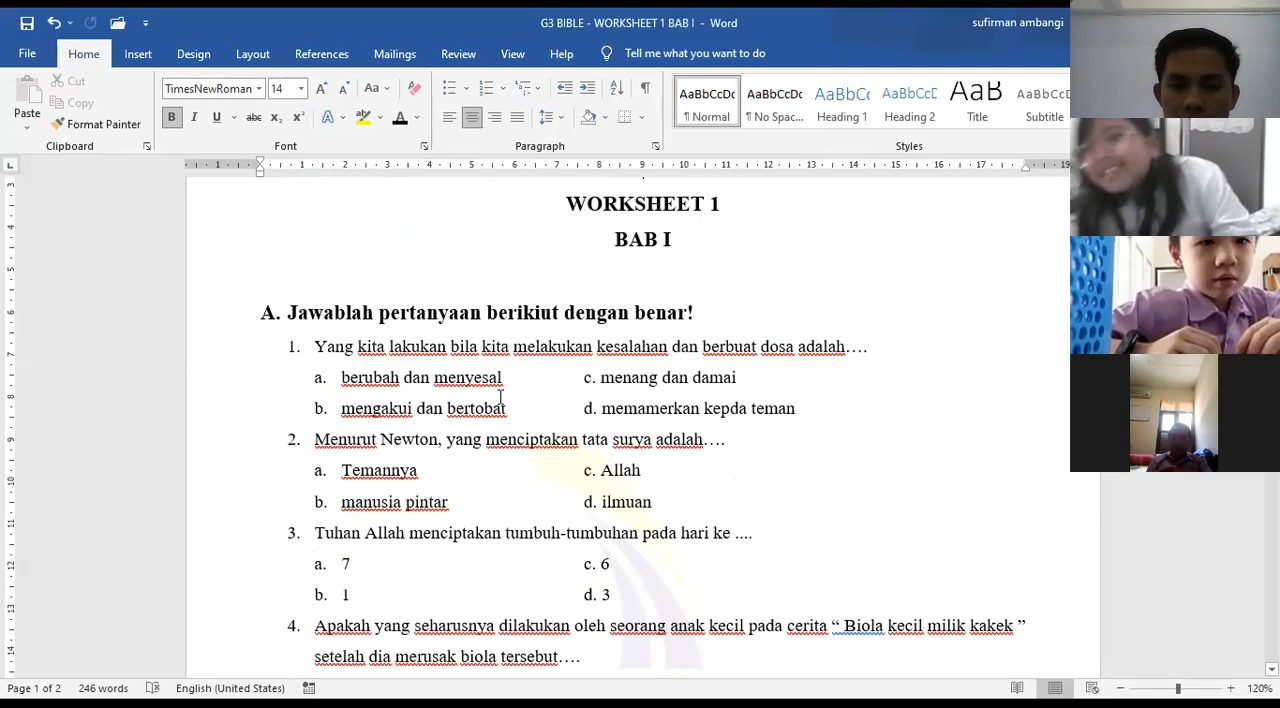 G3 BIBLE - WORKSHEET 1 BAB I - Word
sufirman ambangi
File Home Insert Design Layout References Mailings Review View Help Tell me what you want to do
Cut
Copy
Paste
Format Painter
Clipboard
TimesNewRoman 14
Font
Paragraph
AaBbCcDc AaBbCcDc AaBbC AaBbCcD AaB AaBbCcD
¶ Normal ¶ No Spac... Heading 1 Heading 2 Title Subtitle
Styles
WORKSHEET 1
BAB I
A. Jawablah pertanyaan berikiut dengan benar!
1. Yang kita lakukan bila kita melakukan kesalahan dan berbuat dosa adalah….
a. berubah dan menyesal c. menang dan damai
b. mengakui dan bertobat d. memamerkan kepda teman
2. Menurut Newton, yang menciptakan tata surya adalah….
a. Temannya c. Allah
b. manusia pintar d. ilmuan
3. Tuhan Allah menciptakan tumbuh-tumbuhan pada hari ke ....
a. 7 c. 6
b. 1 d. 3
4. Apakah yang seharusnya dilakukan oleh seorang anak kecil pada cerita “ Biola kecil milik kakek ”
setelah dia merusak biola tersebut….
Page 1 of 2 246 words English (United States) 120%